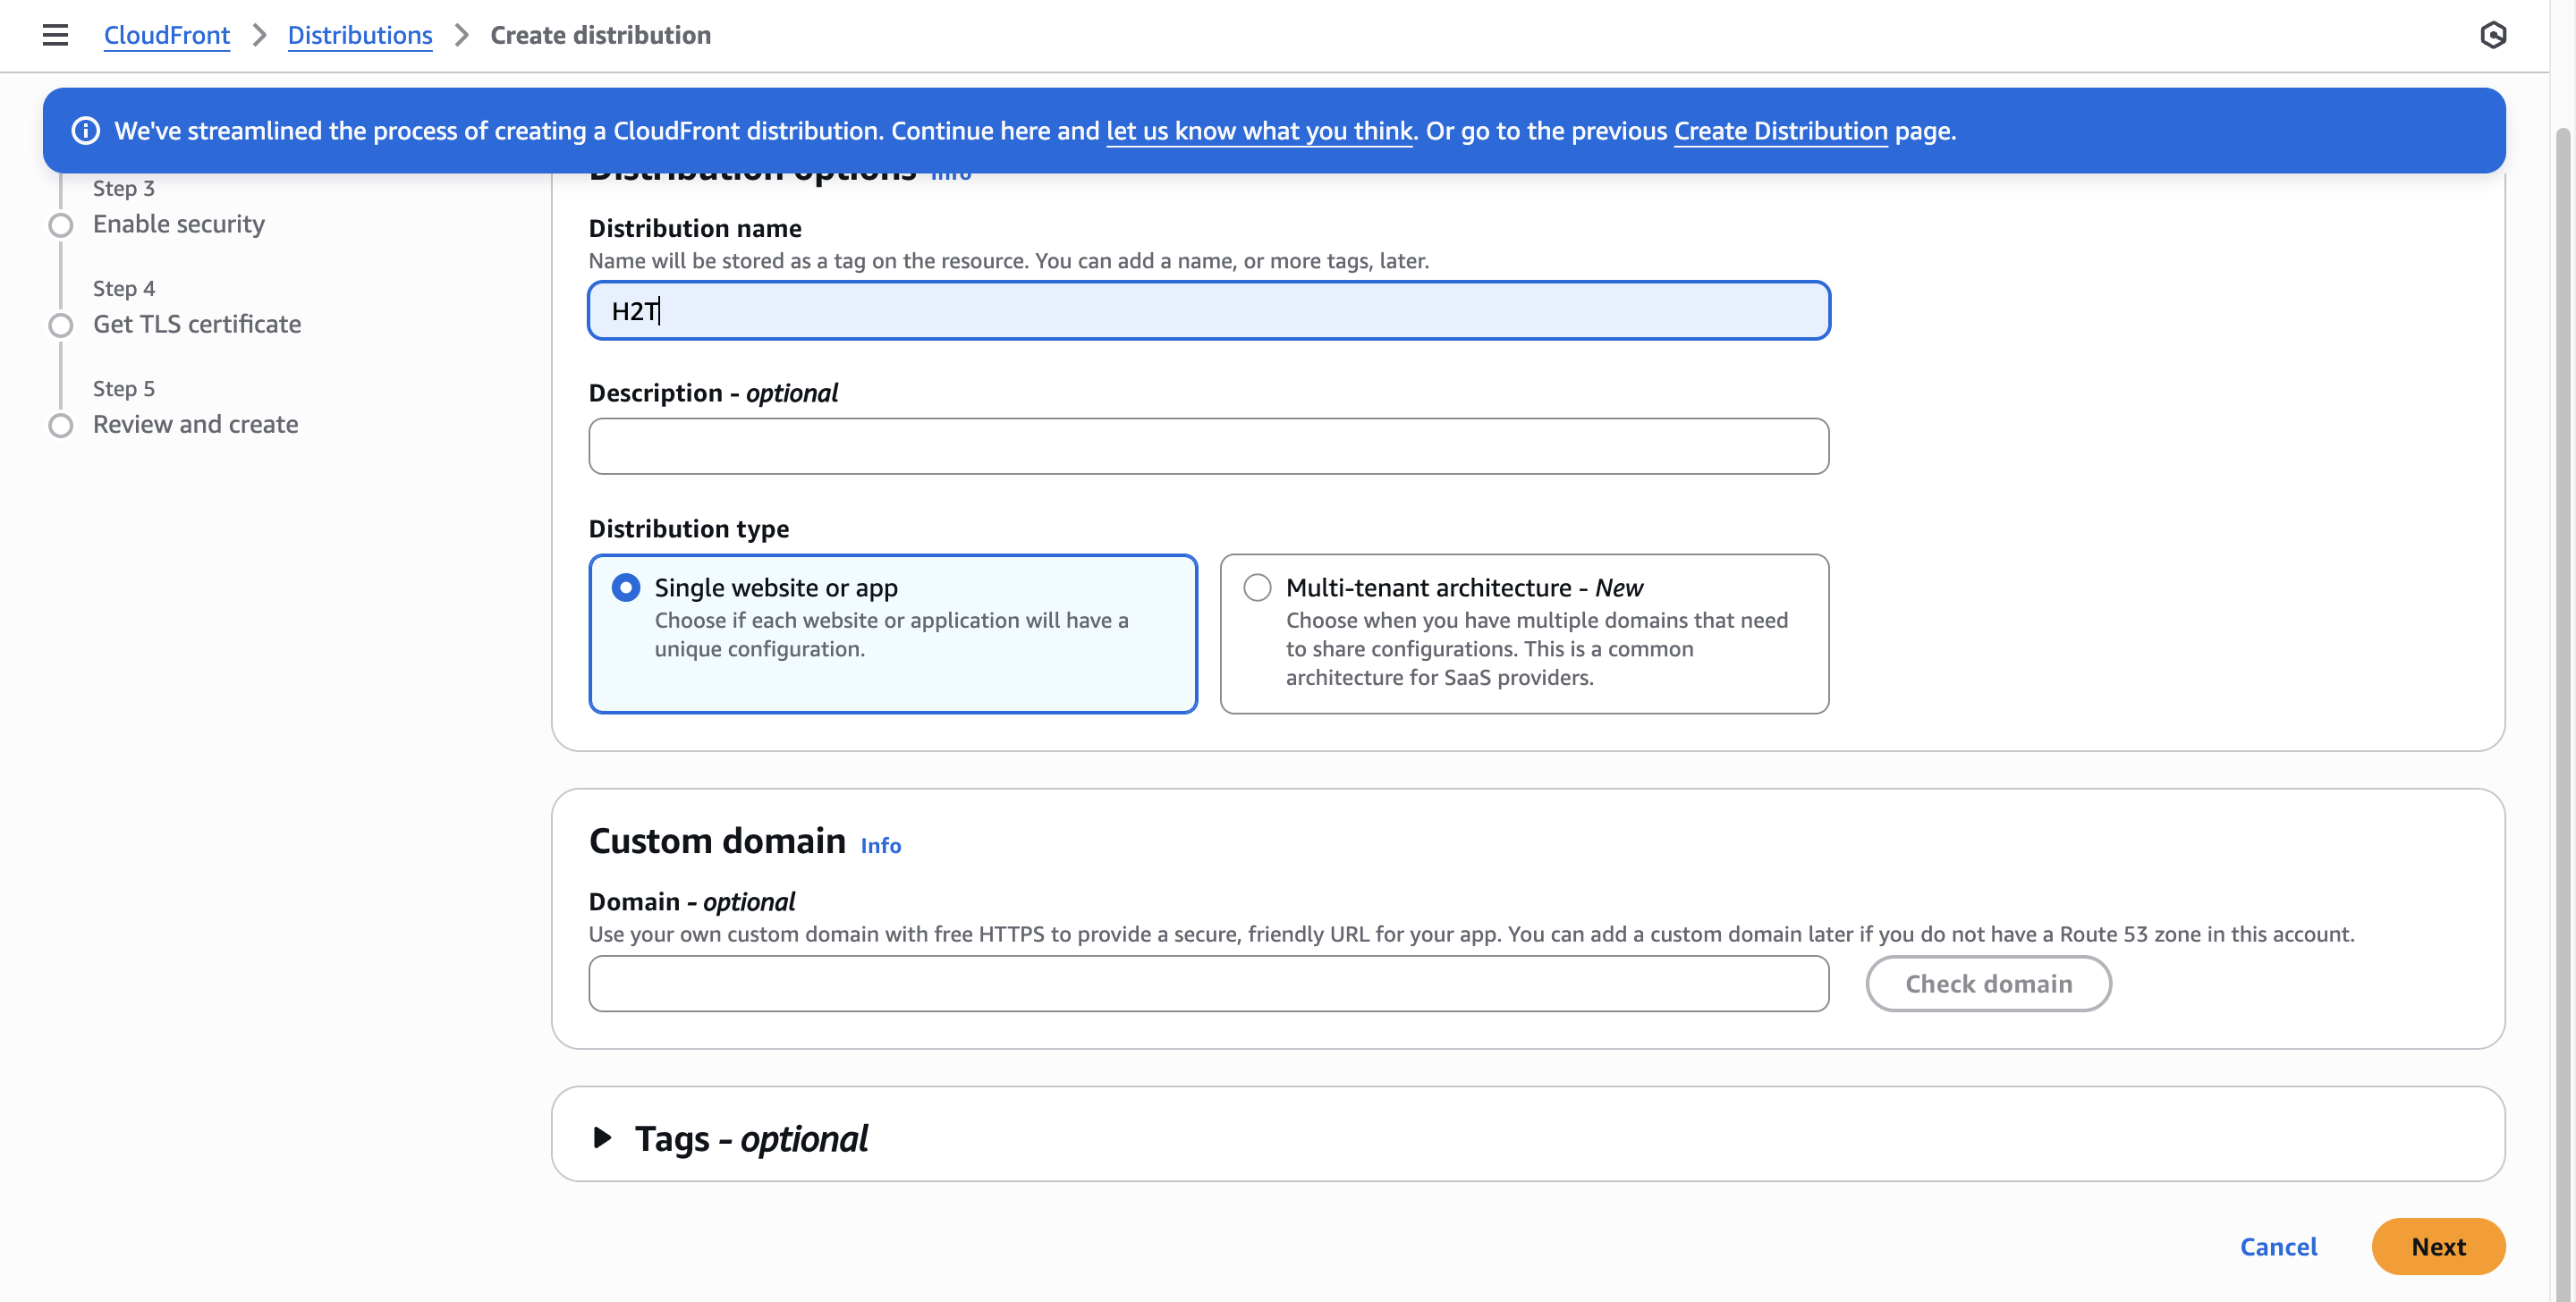 CloudFront > Distributions > Create distribution
We've streamlined the process of creating a CloudFront distribution. Continue here and let us know what you think. Or go to the previous Create Distribution page.
Step 3
Enable security
Step 4
Get TLS certificate
Step 5
Review and create
Distribution options Info
Distribution name
Name will be stored as a tag on the resource. You can add a name, or more tags, later.
H2T
Description - optional
Distribution type
Single website or app
Choose if each website or application will have a
unique configuration.
Multi-tenant architecture - New
Choose when you have multiple domains that need
to share configurations. This is a common
architecture for SaaS providers.
Custom domain Info
Domain - optional
Use your own custom domain with free HTTPS to provide a secure, friendly URL for your app. You can add a custom domain later if you do not have a Route 53 zone in this account.
Check domain
Tags - optional
Cancel
Next